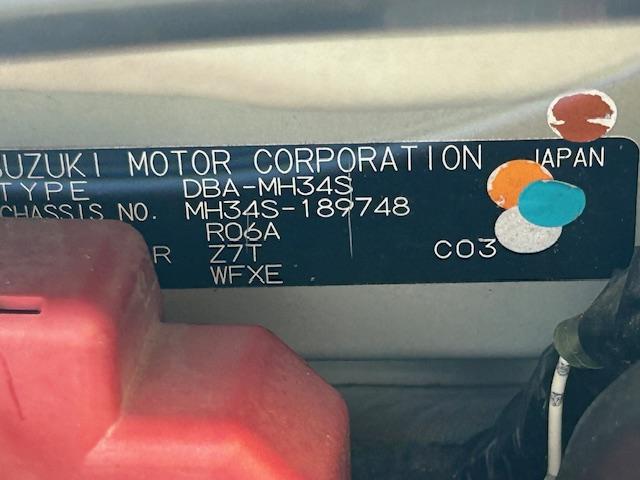 SUZUKI MOTOR CORPORATION JAPAN
TYPE DBA-MH34S
CHASSIS NO. MH34S-189748
R06A
R Z7T C03
WFXE